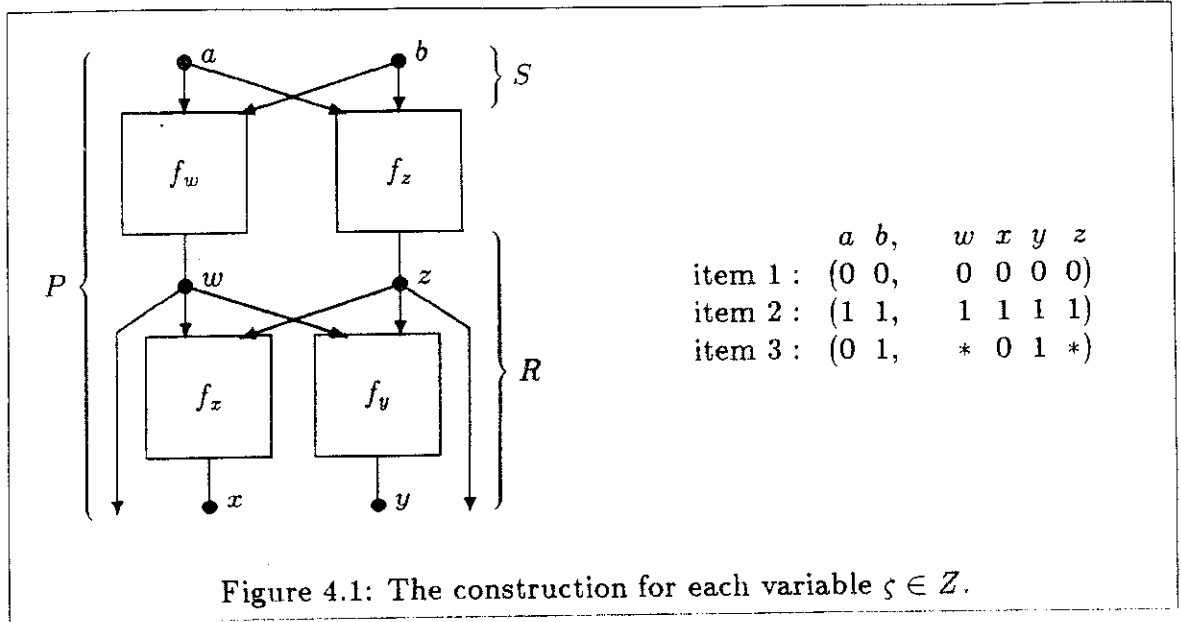 a b
S
f_w f_z
P
w z
R
f_x f_y
x y
a b, w x y z
item 1 : (0 0, 0 0 0 0)
item 2 : (1 1, 1 1 1 1)
item 3 : (0 1, * 0 1 *)
Figure 4.1: The construction for each variable ζ ∈ Z.